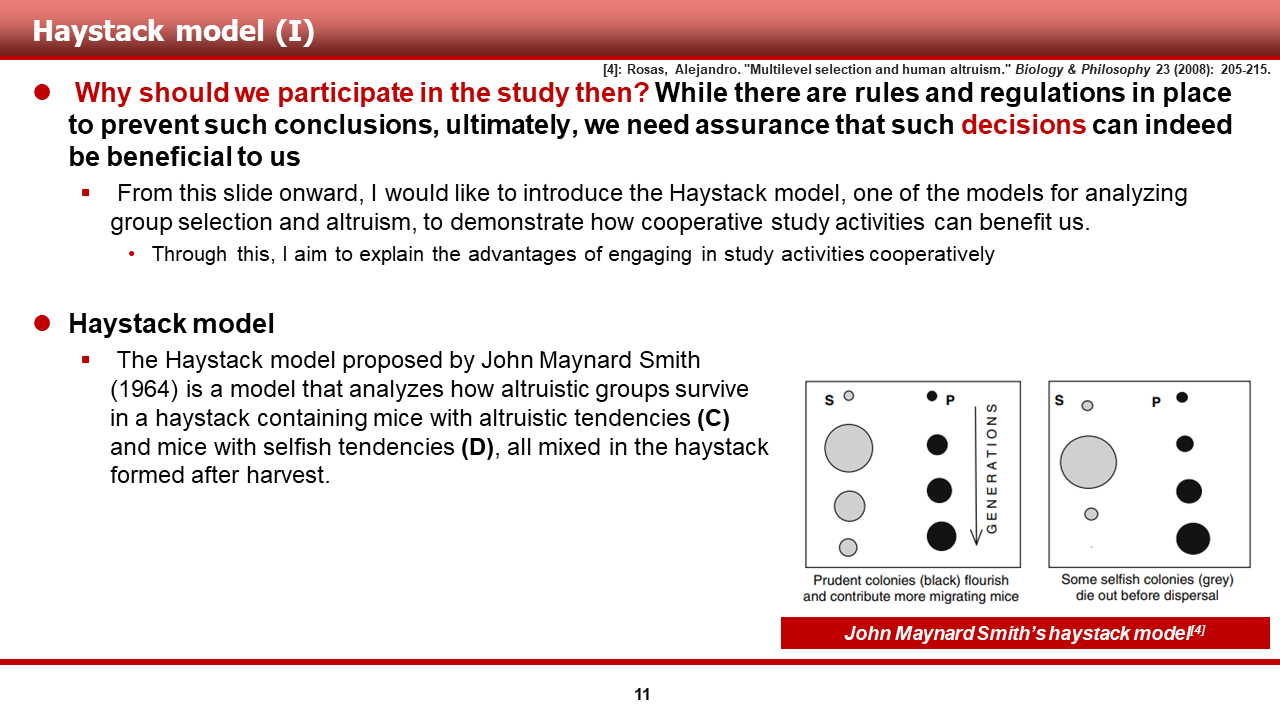 Haystack model (I)
[4]: Rosas, Alejandro. "Multilevel selection and human altruism." Biology & Philosophy 23 (2008): 205-215.
Why should we participate in the study then? While there are rules and regulations in place
to prevent such conclusions, ultimately, we need assurance that such decisions can indeed
be beneficial to us
From this slide onward, I would like to introduce the Haystack model, one of the models for analyzing
group selection and altruism, to demonstrate how cooperative study activities can benefit us.
Through this, I aim to explain the advantages of engaging in study activities cooperatively
Haystack model
The Haystack model proposed by John Maynard Smith
(1964) is a model that analyzes how altruistic groups survive
in a haystack containing mice with altruistic tendencies (C)
and mice with selfish tendencies (D), all mixed in the haystack
formed after harvest.
S P
GENERATIONS
Prudent colonies (black) flourish
and contribute more migrating mice
S P
Some selfish colonies (grey)
die out before dispersal
John Maynard Smith's haystack model[4]
11